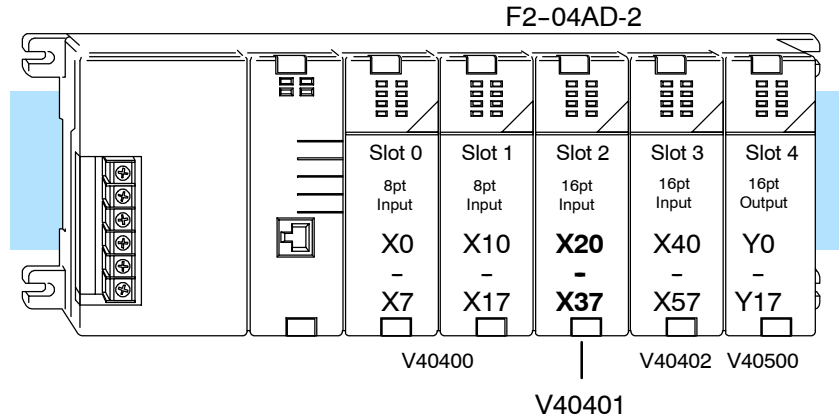 F2-04AD-2
Slot 0 Slot 1 Slot 2 Slot 3 Slot 4
8pt 8pt 16pt 16pt 16pt
Input Input Input Input Output
X0 X10 X20 X40 Y0
- - - - -
X7 X17 X37 X57 Y17
V40400 V40402 V40500
V40401